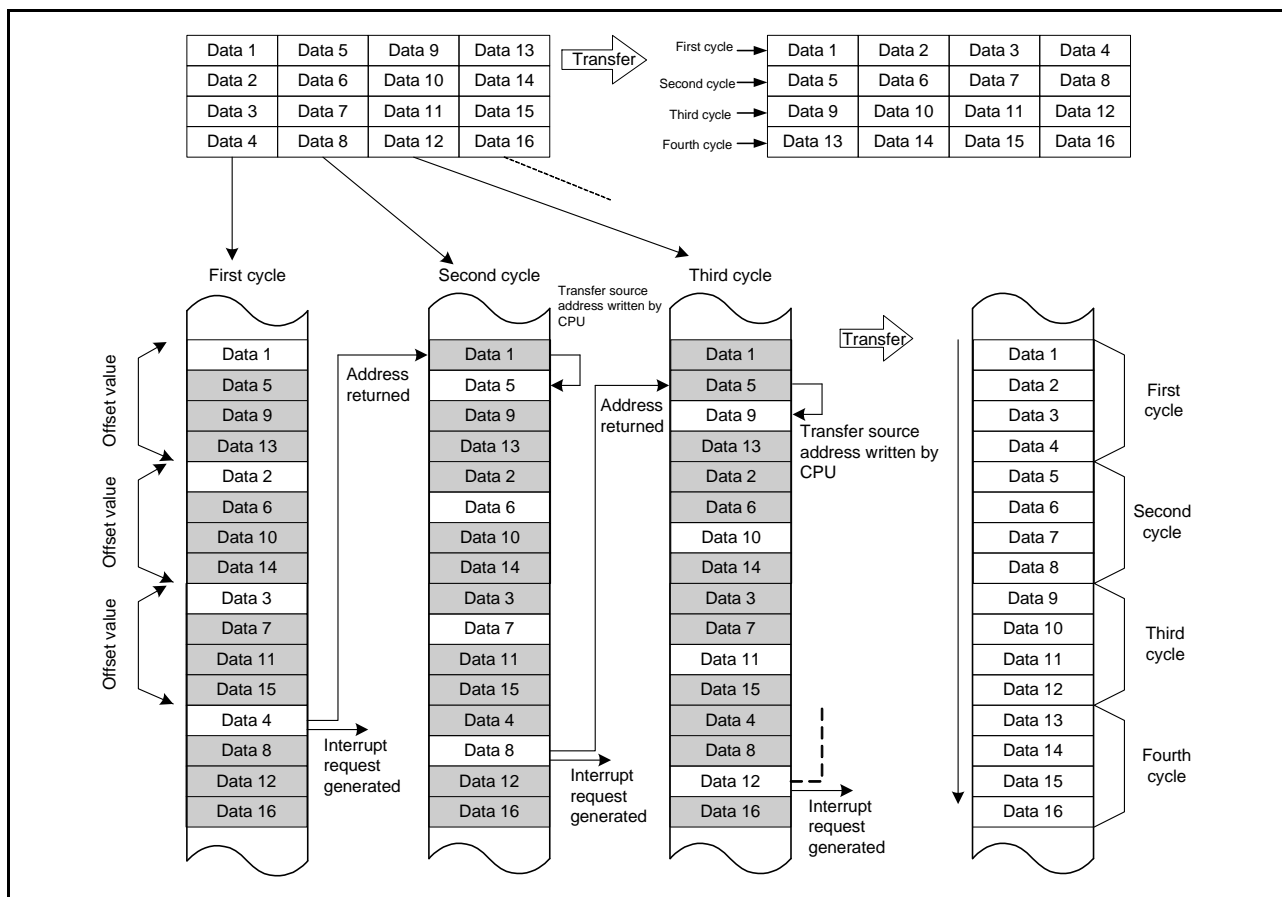 Data 1 Data 5 Data 9 Data 13
Data 2 Data 6 Data 10 Data 14
Data 3 Data 7 Data 11 Data 15
Data 4 Data 8 Data 12 Data 16
Transfer
First cycle Data 1 Data 2 Data 3 Data 4
Second cycle Data 5 Data 6 Data 7 Data 8
Third cycle Data 9 Data 10 Data 11 Data 12
Fourth cycle Data 13 Data 14 Data 15 Data 16
First cycle
Offset value
Offset value
Offset value
Data 1
Data 5
Data 9
Data 13
Data 2
Data 6
Data 10
Data 14
Data 3
Data 7
Data 11
Data 15
Data 4
Data 8
Data 12
Data 16
Address
returned
Interrupt
request
generated
Second cycle
Transfer source
address written by
CPU
Data 1
Data 5
Data 9
Data 13
Data 2
Data 6
Data 10
Data 14
Data 3
Data 7
Data 11
Data 15
Data 4
Data 8
Data 12
Data 16
Address
returned
Interrupt
request
generated
Third cycle
Data 1
Data 5
Data 9
Data 13
Data 2
Data 6
Data 10
Data 14
Data 3
Data 7
Data 11
Data 15
Data 4
Data 8
Data 12
Data 16
Transfer source
address written by
CPU
Interrupt
request
generated
Transfer
Data 1
Data 2
Data 3
Data 4
Data 5
Data 6
Data 7
Data 8
Data 9
Data 10
Data 11
Data 12
Data 13
Data 14
Data 15
Data 16
First
cycle
Second
cycle
Third
cycle
Fourth
cycle